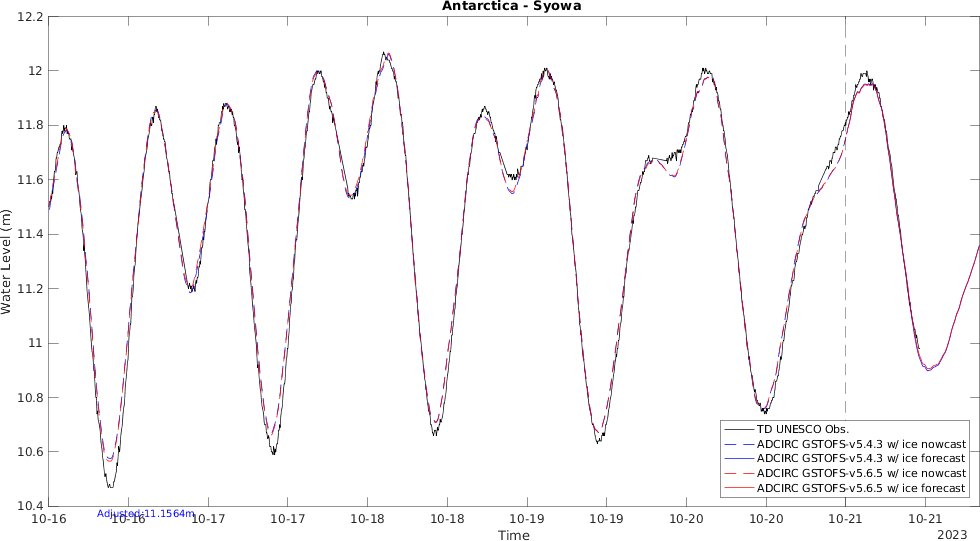 Antarctica - Syowa
12.2
12
11.8
11.6
11.4
11.2
11
10.8
10.6
10.4
Water Level (m)
10-16 10-16 10-17 10-17 10-18 10-18 10-19 10-19 10-20 10-20 10-21 10-21
Adjusted:11.1564m
Time
2023
TD UNESCO Obs.
ADCIRC GSTOFS-v5.4.3 w/ ice nowcast
ADCIRC GSTOFS-v5.4.3 w/ ice forecast
ADCIRC GSTOFS-v5.6.5 w/ ice nowcast
ADCIRC GSTOFS-v5.6.5 w/ ice forecast